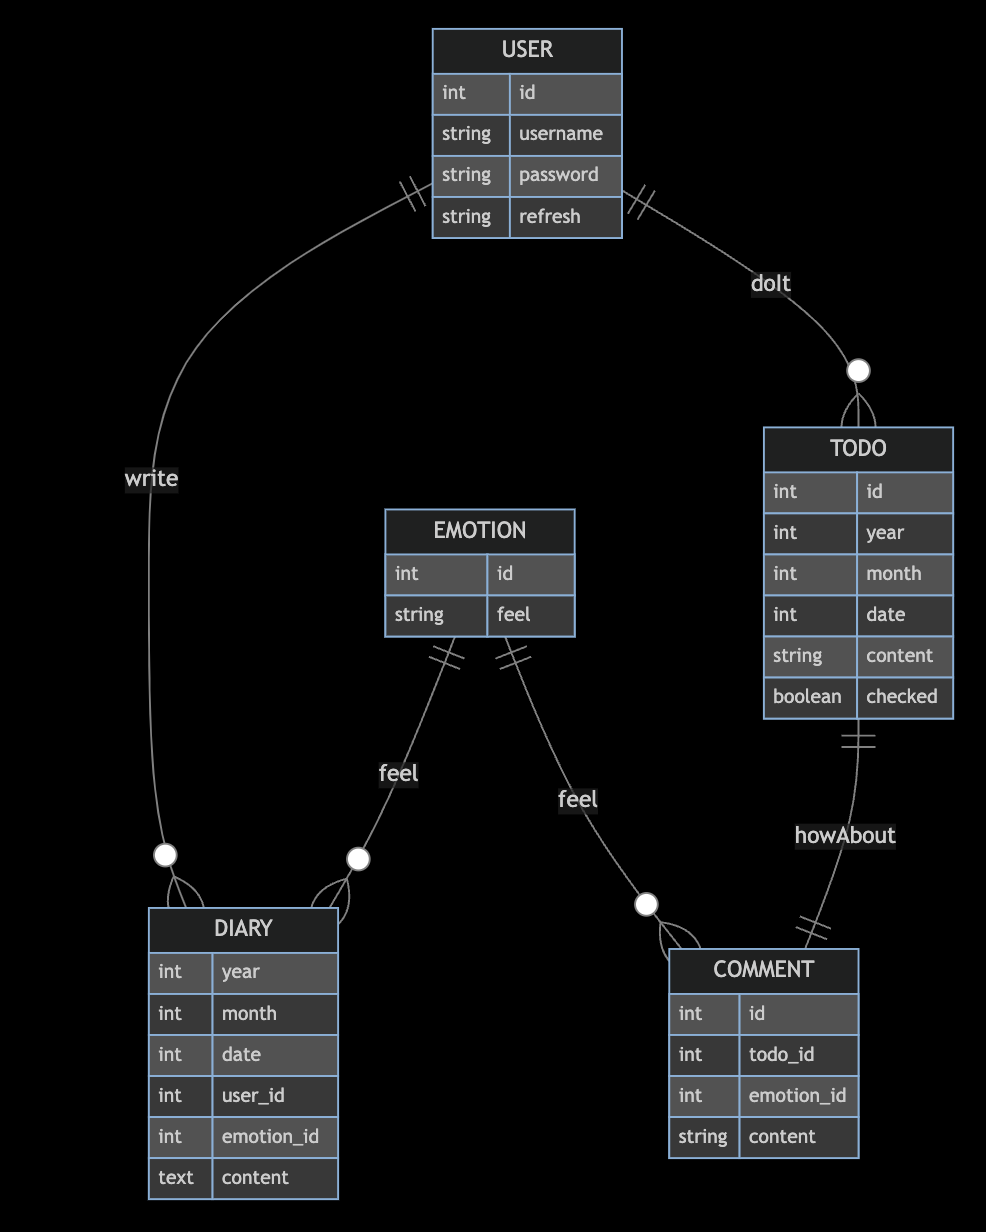 USER
int id
string username
string password
string refresh
doIt
write
TODO
int id
int year
int month
int date
string content
boolean checked
EMOTION
int id
string feel
feel
feel
howAbout
DIARY
int year
int month
int date
int user_id
int emotion_id
text content
COMMENT
int id
int todo_id
int emotion_id
string content